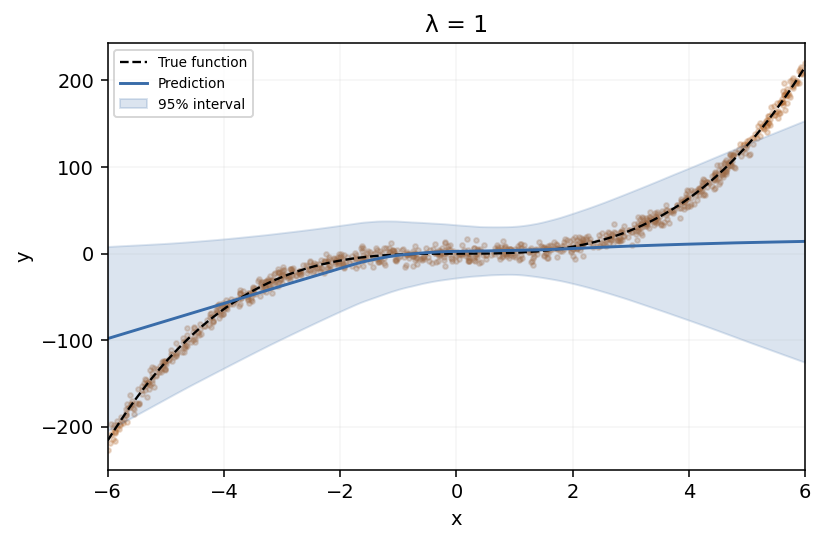 λ = 1
True function
Prediction
95% interval
200
100
0
−100
−200
y
−6
−4
−2
0
2
4
6
x